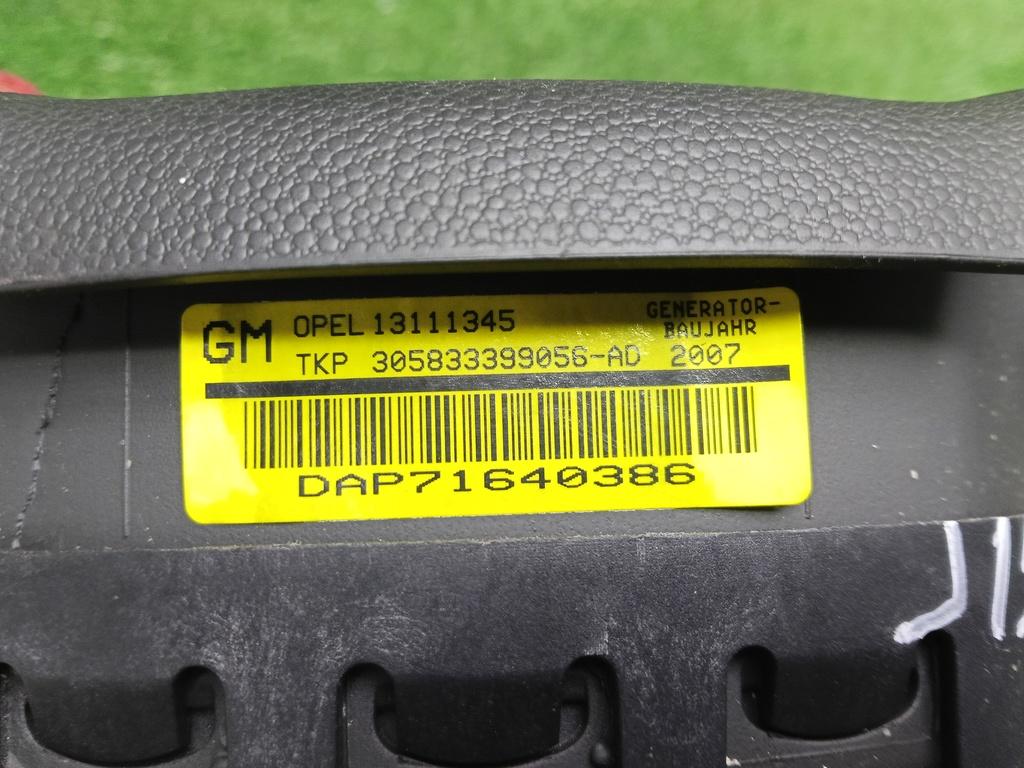 GM OPEL 13111345 GENERATOR-
BAUJAHR
TKP 305833399056-AD 2007
DAP71640386